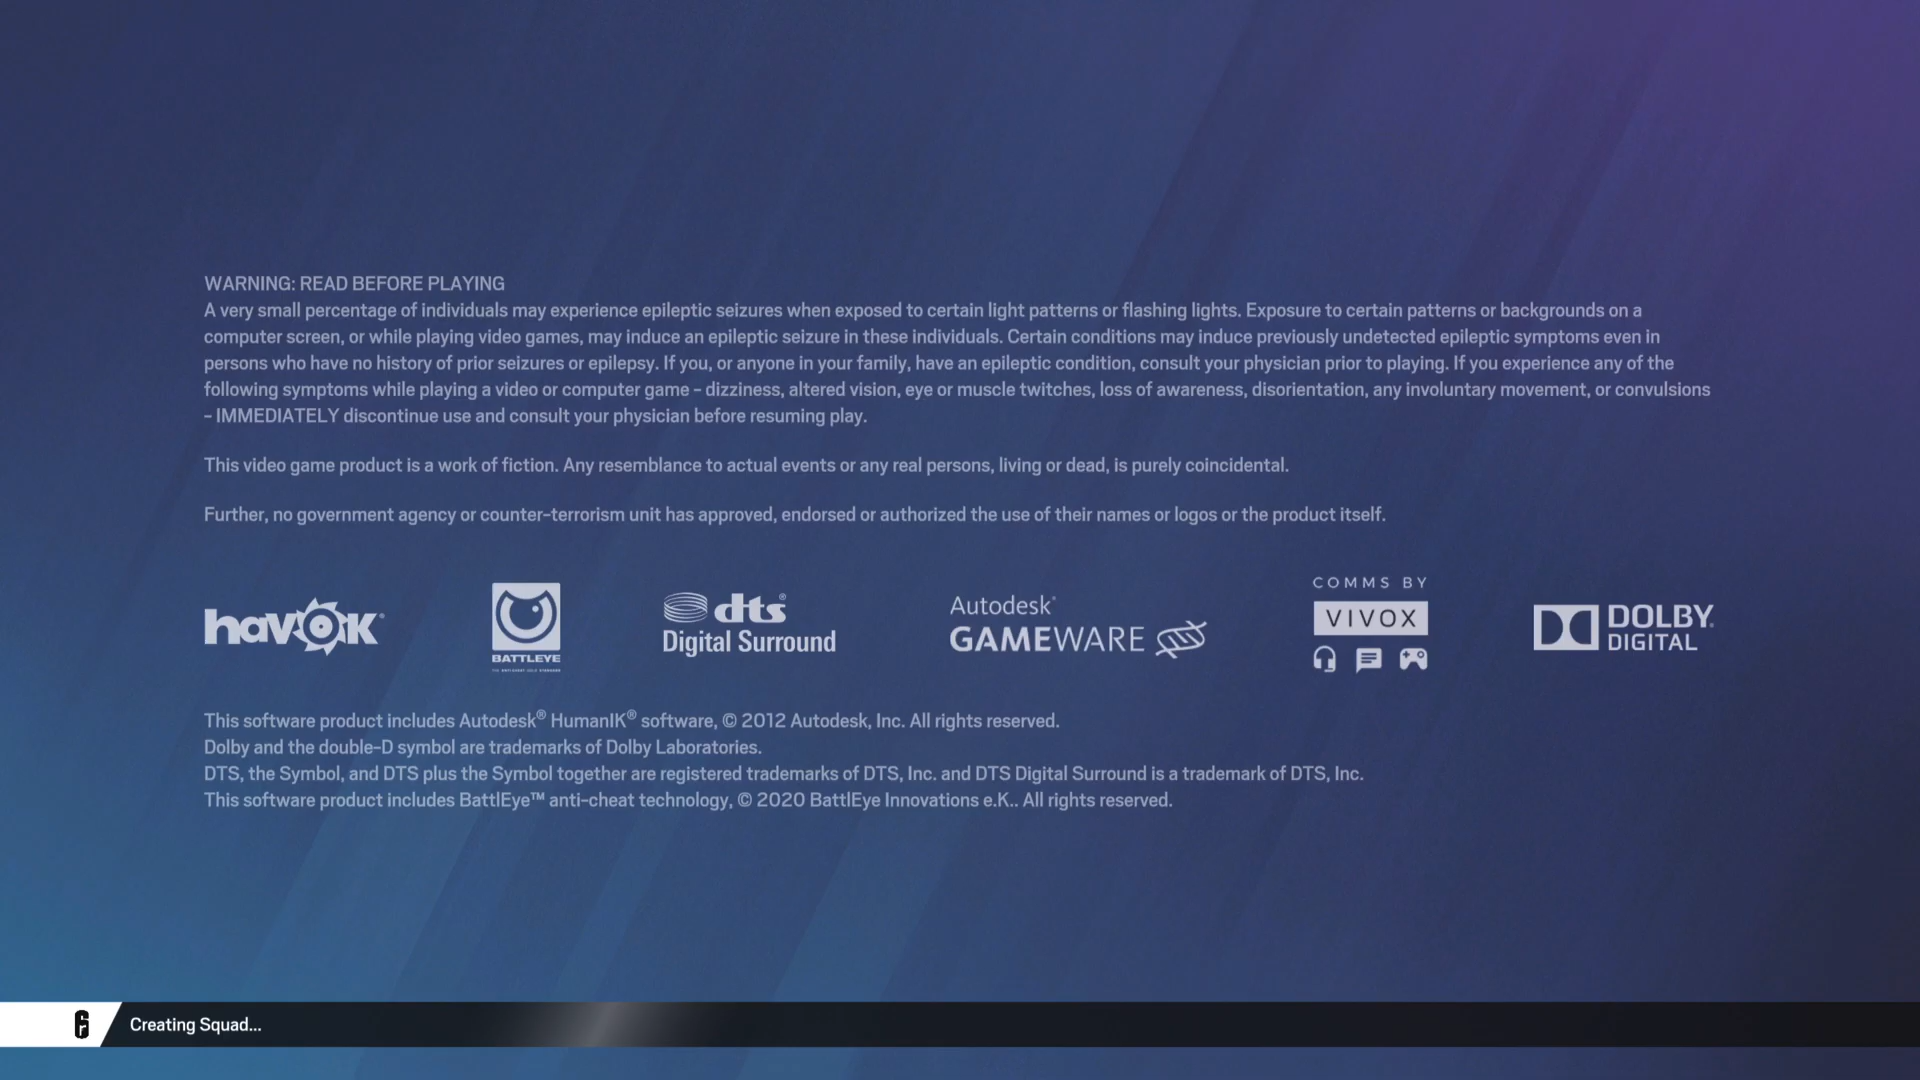 WARNING: READ BEFORE PLAYING
A very small percentage of individuals may experience epileptic seizures when exposed to certain light patterns or flashing lights. Exposure to certain patterns or backgrounds on a
computer screen, or while playing video games, may induce an epileptic seizure in these individuals. Certain conditions may induce previously undetected epileptic symptoms even in
persons who have no history of prior seizures or epilepsy. If you, or anyone in your family, have an epileptic condition, consult your physician prior to playing. If you experience any of the
following symptoms while playing a video or computer game - dizziness, altered vision, eye or muscle twitches, loss of awareness, disorientation, any involuntary movement, or convulsions
- IMMEDIATELY discontinue use and consult your physician before resuming play.
This video game product is a work of fiction. Any resemblance to actual events or any real persons, living or dead, is purely coincidental.
Further, no government agency or counter-terrorism unit has approved, endorsed or authorized the use of their names or logos or the product itself.
havok®
BATTLEYE
dts®
Digital Surround
Autodesk®
GAMEWARE
COMMS BY
VIVOX
DOLBY®
DIGITAL
This software product includes Autodesk® HumanIK® software, © 2012 Autodesk, Inc. All rights reserved.
Dolby and the double-D symbol are trademarks of Dolby Laboratories.
DTS, the Symbol, and DTS plus the Symbol together are registered trademarks of DTS, Inc. and DTS Digital Surround is a trademark of DTS, Inc.
This software product includes BattlEye™ anti-cheat technology, © 2020 BattlEye Innovations e.K.. All rights reserved.
6 Creating Squad...